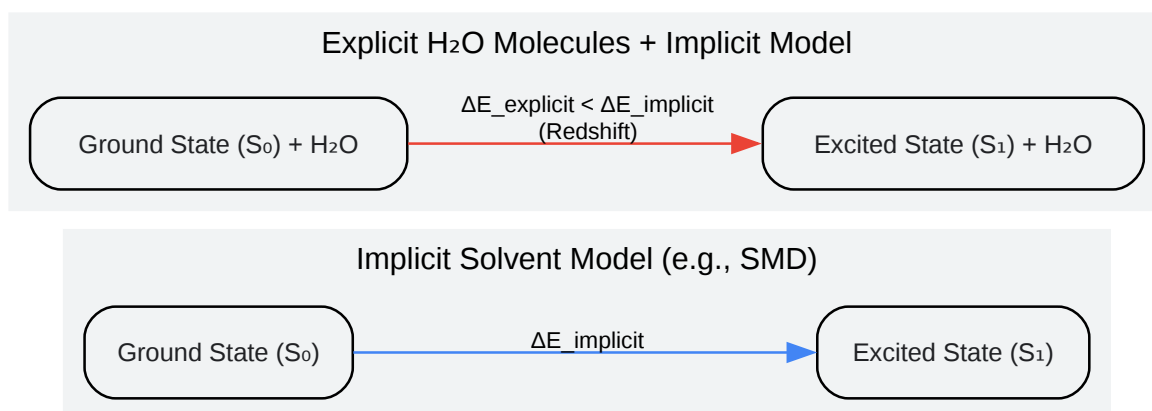 Explicit H₂O Molecules + Implicit Model
ΔE_explicit < ΔE_implicit
(Redshift)
Ground State (S₀) + H₂O
Excited State (S₁) + H₂O
Implicit Solvent Model (e.g., SMD)
ΔE_implicit
Ground State (S₀)
Excited State (S₁)